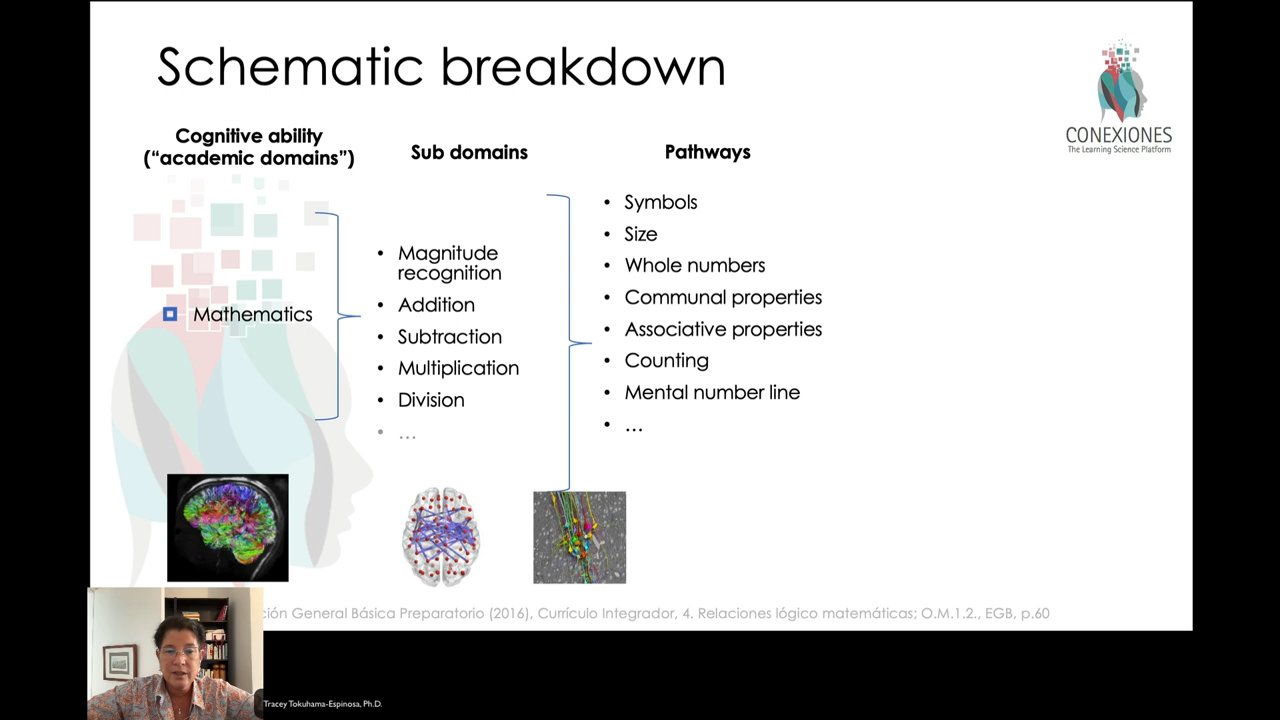 Schematic breakdown
CONEXIONES
The Learning Science Platform
Cognitive ability
("academic domains")
Sub domains
Pathways
Mathematics
• Magnitude
recognition
• Addition
• Subtraction
• Multiplication
• Division
• ...
• Symbols
• Size
• Whole numbers
• Communal properties
• Associative properties
• Counting
• Mental number line
• ...
ción General Básica Preparatorio (2016), Currículo Integrador, 4. Relaciones lógico matemáticas; O.M.1.2., EGB, p.60
Tracey Tokuhama-Espinosa, Ph.D.